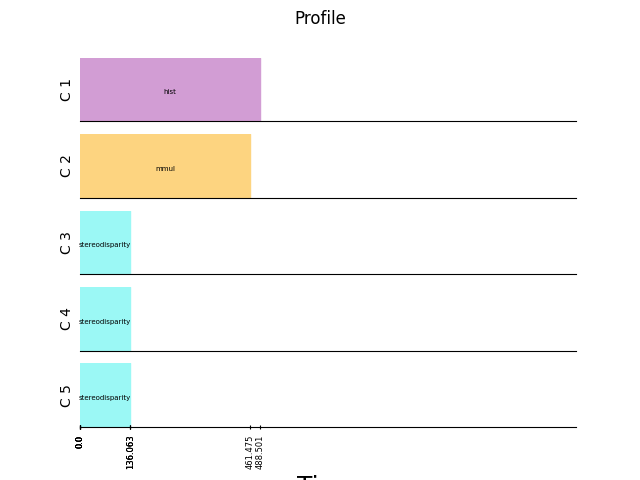 Profile
C 1
hist
C 2
mmul
C 3
stereodisparity
C 4
stereodisparity
C 5
stereodisparity
0.0
136.063
461.475
488.501